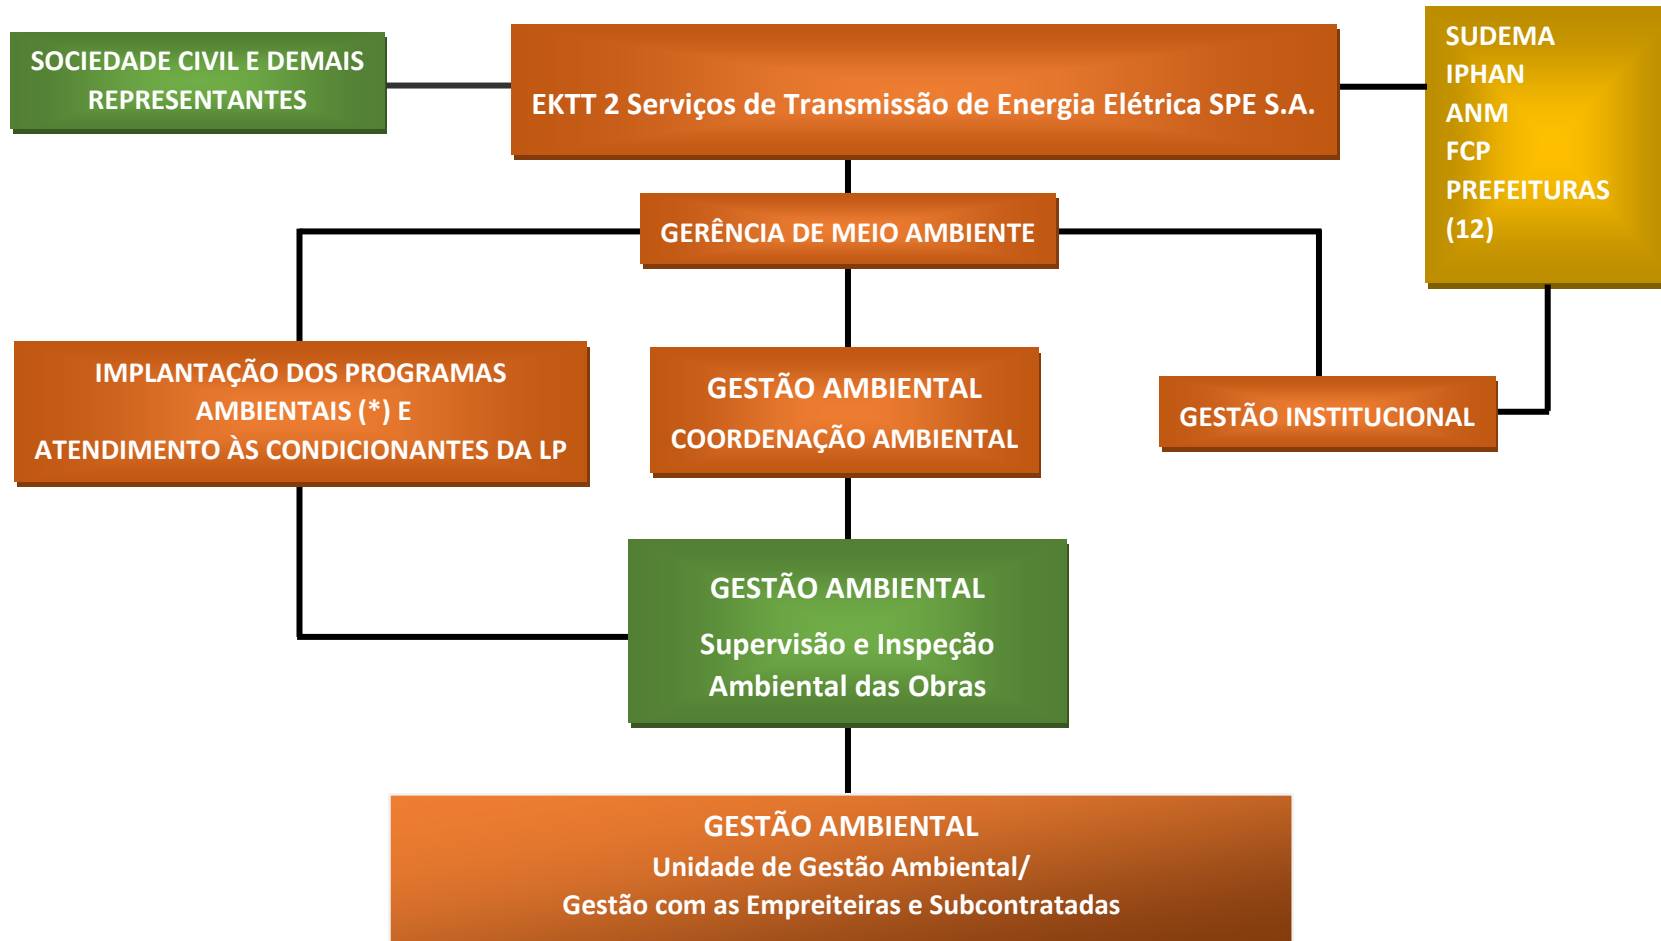 SOCIEDADE CIVIL E DEMAIS
REPRESENTANTES
EKTT 2 Serviços de Transmissão de Energia Elétrica SPE S.A.
SUDEMA
IPHAN
ANM
FCP
PREFEITURAS
(12)
GERÊNCIA DE MEIO AMBIENTE
IMPLANTAÇÃO DOS PROGRAMAS
AMBIENTAIS (*) E
ATENDIMENTO ÀS CONDICIONANTES DA LP
GESTÃO AMBIENTAL
COORDENAÇÃO AMBIENTAL
GESTÃO INSTITUCIONAL
GESTÃO AMBIENTAL
Supervisão e Inspeção
Ambiental das Obras
GESTÃO AMBIENTAL
Unidade de Gestão Ambiental/
Gestão com as Empreiteiras e Subcontratadas